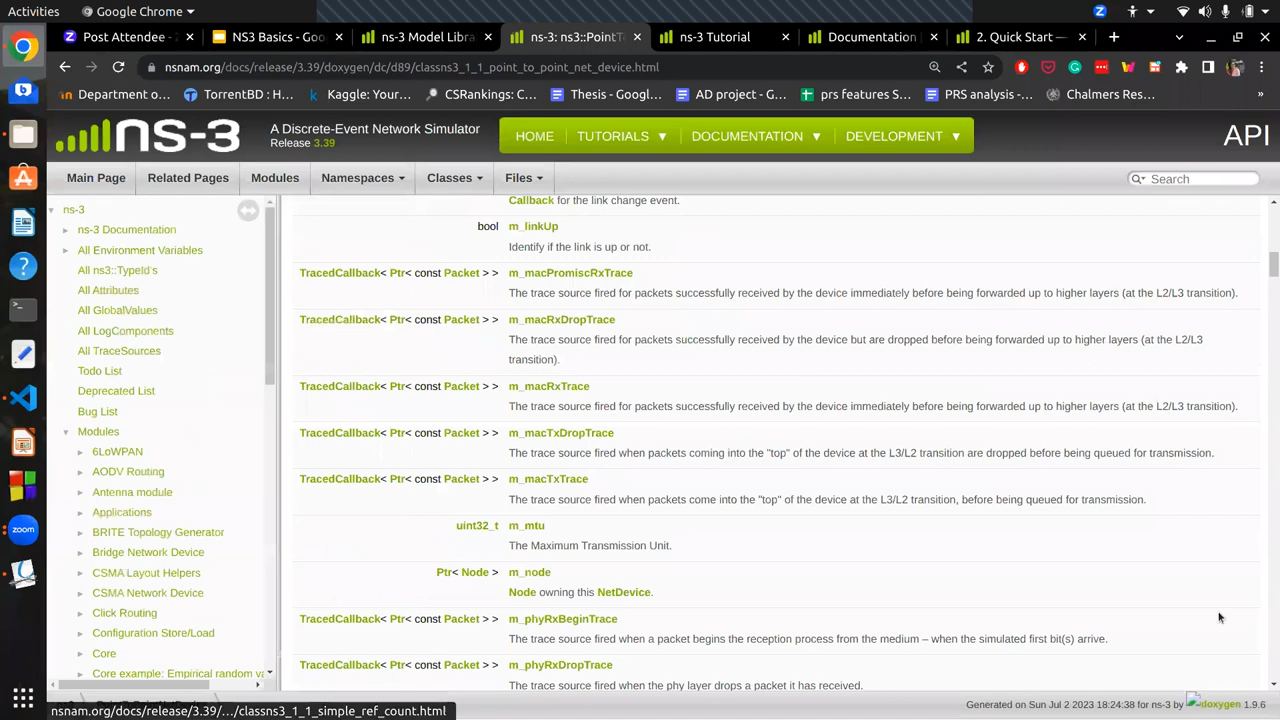 Activities Google Chrome
Post Attendee - NS3 Basics - Goo ns-3 Model Libra ns-3: ns3::PointT ns-3 Tutorial Documentation 2. Quick Start —
nsnam.org/docs/release/3.39/doxygen/dc/d89/classns3_1_1_point_to_point_net_device.html
Department o... TorrentBD : H... Kaggle: Your... CSRankings: C... Thesis - Googl... AD project - G... prs features S... PRS analysis -... Chalmers Res... »
ns-3
A Discrete-Event Network Simulator
Release 3.39
HOME TUTORIALS DOCUMENTATION DEVELOPMENT
API
Main Page Related Pages Modules Namespaces Classes Files Search
ns-3
ns-3 Documentation
All Environment Variables
All ns3::TypeId's
All Attributes
All GlobalValues
All LogComponents
All TraceSources
Todo List
Deprecated List
Bug List
Modules
6LoWPAN
AODV Routing
Antenna module
Applications
BRITE Topology Generator
Bridge Network Device
CSMA Layout Helpers
CSMA Network Device
Click Routing
Configuration Store/Load
Core
Core example: Empirical random va
Callback for the link change event.
bool m_linkUp
Identify if the link is up or not.
TracedCallback< Ptr< const Packet > > m_macPromiscRxTrace
The trace source fired for packets successfully received by the device immediately before being forwarded up to higher layers (at the L2/L3 transition).
TracedCallback< Ptr< const Packet > > m_macRxDropTrace
The trace source fired for packets successfully received by the device but are dropped before being forwarded up to higher layers (at the L2/L3
transition).
TracedCallback< Ptr< const Packet > > m_macRxTrace
The trace source fired for packets successfully received by the device immediately before being forwarded up to higher layers (at the L2/L3 transition).
TracedCallback< Ptr< const Packet > > m_macTxDropTrace
The trace source fired when packets coming into the "top" of the device at the L3/L2 transition are dropped before being queued for transmission.
TracedCallback< Ptr< const Packet > > m_macTxTrace
The trace source fired when packets come into the "top" of the device at the L3/L2 transition, before being queued for transmission.
uint32_t m_mtu
The Maximum Transmission Unit.
Ptr< Node > m_node
Node owning this NetDevice.
TracedCallback< Ptr< const Packet > > m_phyRxBeginTrace
The trace source fired when a packet begins the reception process from the medium – when the simulated first bit(s) arrive.
TracedCallback< Ptr< const Packet > > m_phyRxDropTrace
The trace source fired when the phy layer drops a packet it has received.
zoom
nsnam.org/docs/release/3.39/.../classns3_1_1_simple_ref_count.html
Generated on Sun Jul 2 2023 18:24:38 for ns-3 by doxygen 1.9.6